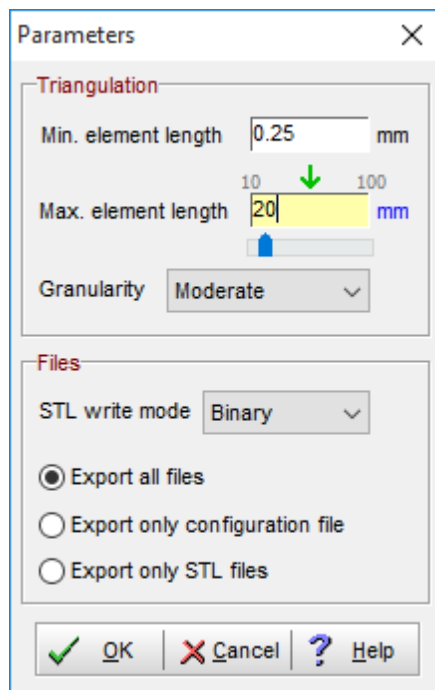 Parameters
Triangulation
Min. element length 0.25 mm
10 100
Max. element length 20 mm
Granularity Moderate
Files
STL write mode Binary
Export all files
Export only configuration file
Export only STL files
OK Cancel Help